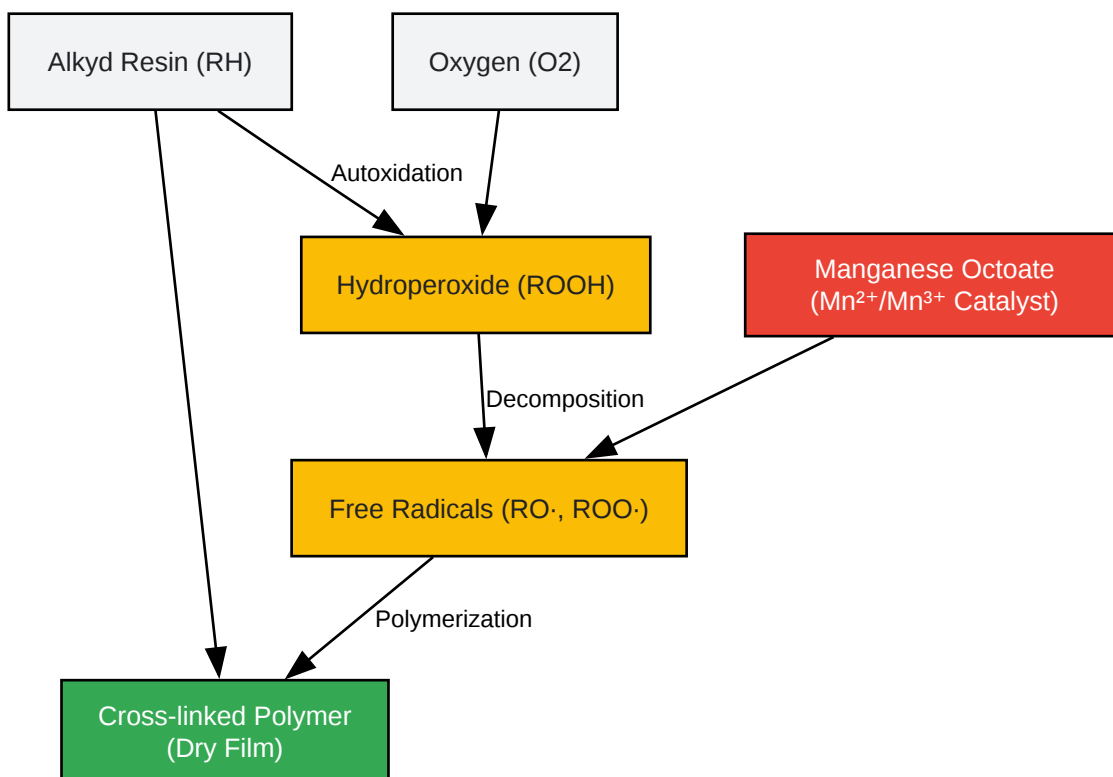 Alkyd Resin (RH)
Oxygen (O2)
Autoxidation
Hydroperoxide (ROOH)
Manganese Octoate
(Mn²⁺/Mn³⁺ Catalyst)
Decomposition
Free Radicals (RO·, ROO·)
Polymerization
Cross-linked Polymer
(Dry Film)